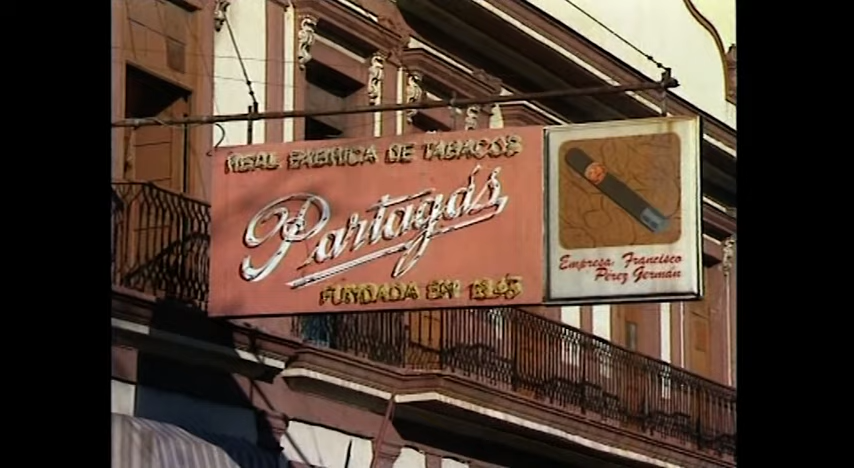 REAL FABRICA DE TABACOS
Partagás
FUNDADA EN 1845
Empresa. Francisco
Pérez Germán